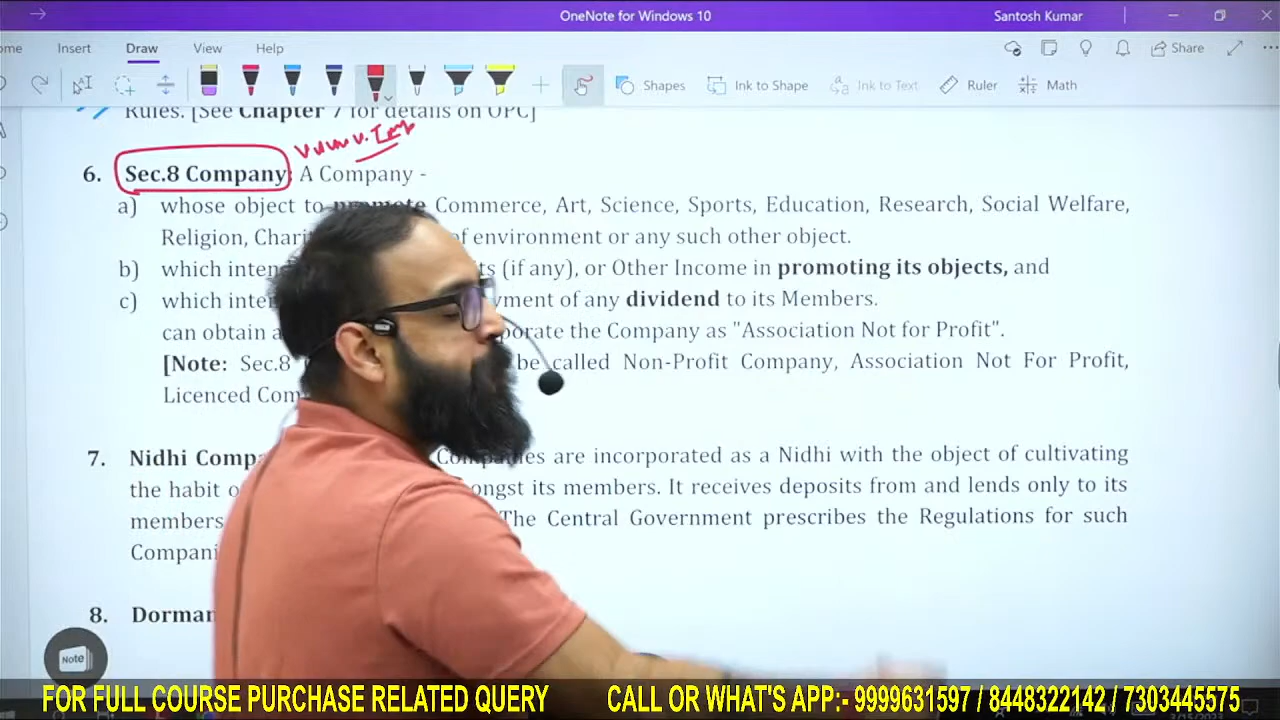 OneNote for Windows 10
Santosh Kumar
ome Insert Draw View Help
Share
Shapes Ink to Shape Ink to Text Ruler Math
Rules. [See Chapter 7 for details on OPC]
v.Imp
6. Sec.8 Company: A Company -
a) whose object to promote Commerce, Art, Science, Sports, Education, Research, Social Welfare,
Religion, Chari of environment or any such other object.
b) which inten ts (if any), or Other Income in promoting its objects, and
c) which inter yment of any dividend to its Members.
can obtain a porate the Company as "Association Not for Profit".
[Note: Sec.8 be called Non-Profit Company, Association Not For Profit,
Licenced Com
7. Nidhi Compa Companies are incorporated as a Nidhi with the object of cultivating
the habit o ongst its members. It receives deposits from and lends only to its
members The Central Government prescribes the Regulations for such
Compani
8. Dorman
Note
FOR FULL COURSE PURCHASE RELATED QUERY CALL OR WHAT'S APP:- 9999631597 / 8448322142 / 7303445575